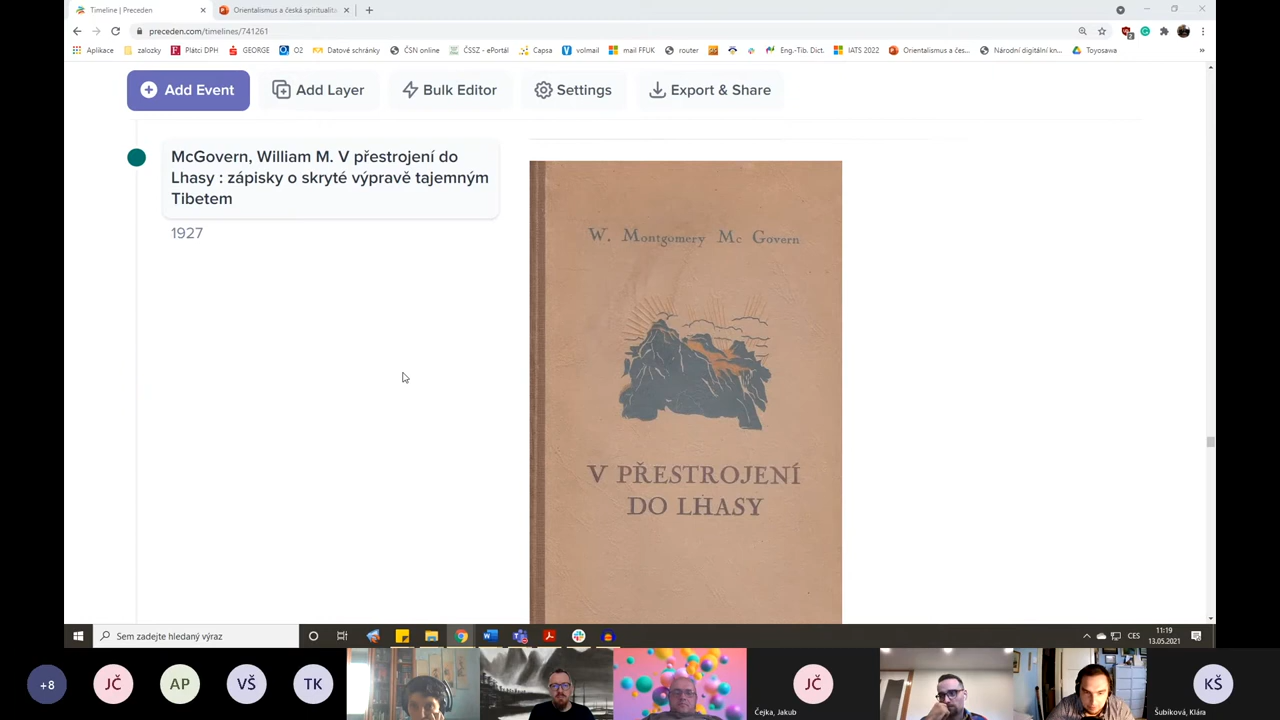 Timeline | Preceden
Orientalismus a česká spiritualita
preceden.com/timelines/741261
Aplikace
zalozky
Plátci DPH
GEORGE
O2
Datové schránky
ČSN online
ČSSZ - ePortál
Capsa
volmail
mail FFUK
router
Eng.-Tib. Dict.
IATS 2022
Orientalismus a čes...
Národní digitální kn...
Toyosawa
Add Event
Add Layer
Bulk Editor
Settings
Export & Share
McGovern, William M. V přestrojení do
Lhasy : zápisky o skryté výpravě tajemným
Tibetem
1927
W. Montgomery Mc Govern
V PŘESTROJENÍ
DO LHASY
Sem zadejte hledaný výraz
CES
11:19
13.05.2021
+8
JČ
AP
VŠ
TK
JČ
Čejka, Jakub
KŠ
Šubíková, Klára